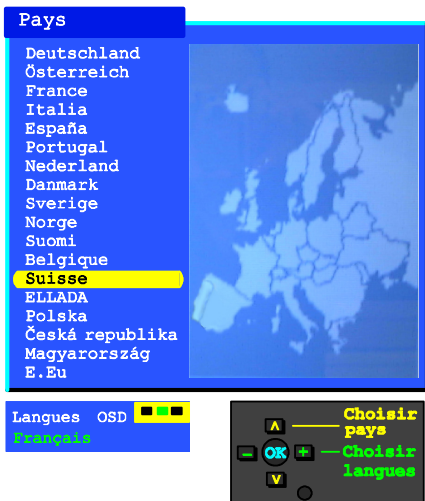 Pays
Deutschland
Österreich
France
Italia
España
Portugal
Nederland
Danmark
Sverige
Norge
Suomi
Belgique
Suisse
ELLADA
Polska
Česká republika
Magyarország
E.Eu
Langues OSD
Français
Choisir
pays
OK
Choisir
langues